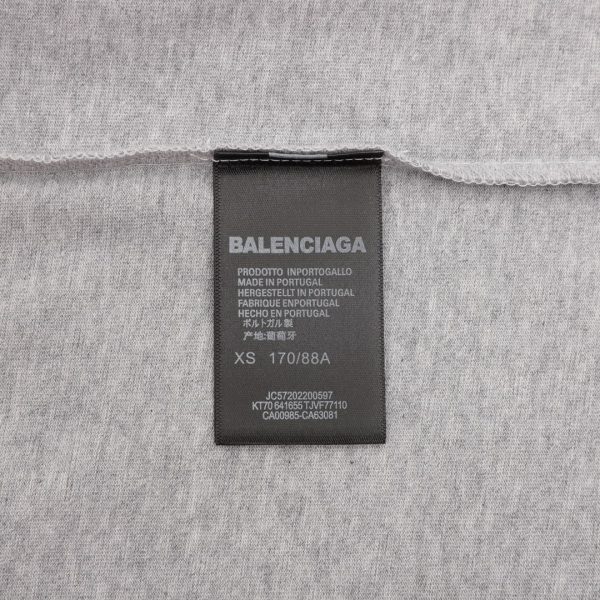 BALENCIAGA
PRODOTTO INPORTOGALLO
MADE IN PORTUGAL
HERGESTELLT IN PORTUGAL
FABRIQUE ENPORTUGAL
HECHO EN PORTUGAL
ポルトガル製
产地:葡萄牙
XS 170/88A
JC57202200597
KT70 641655 TJVF77110
CA00985-CA63081